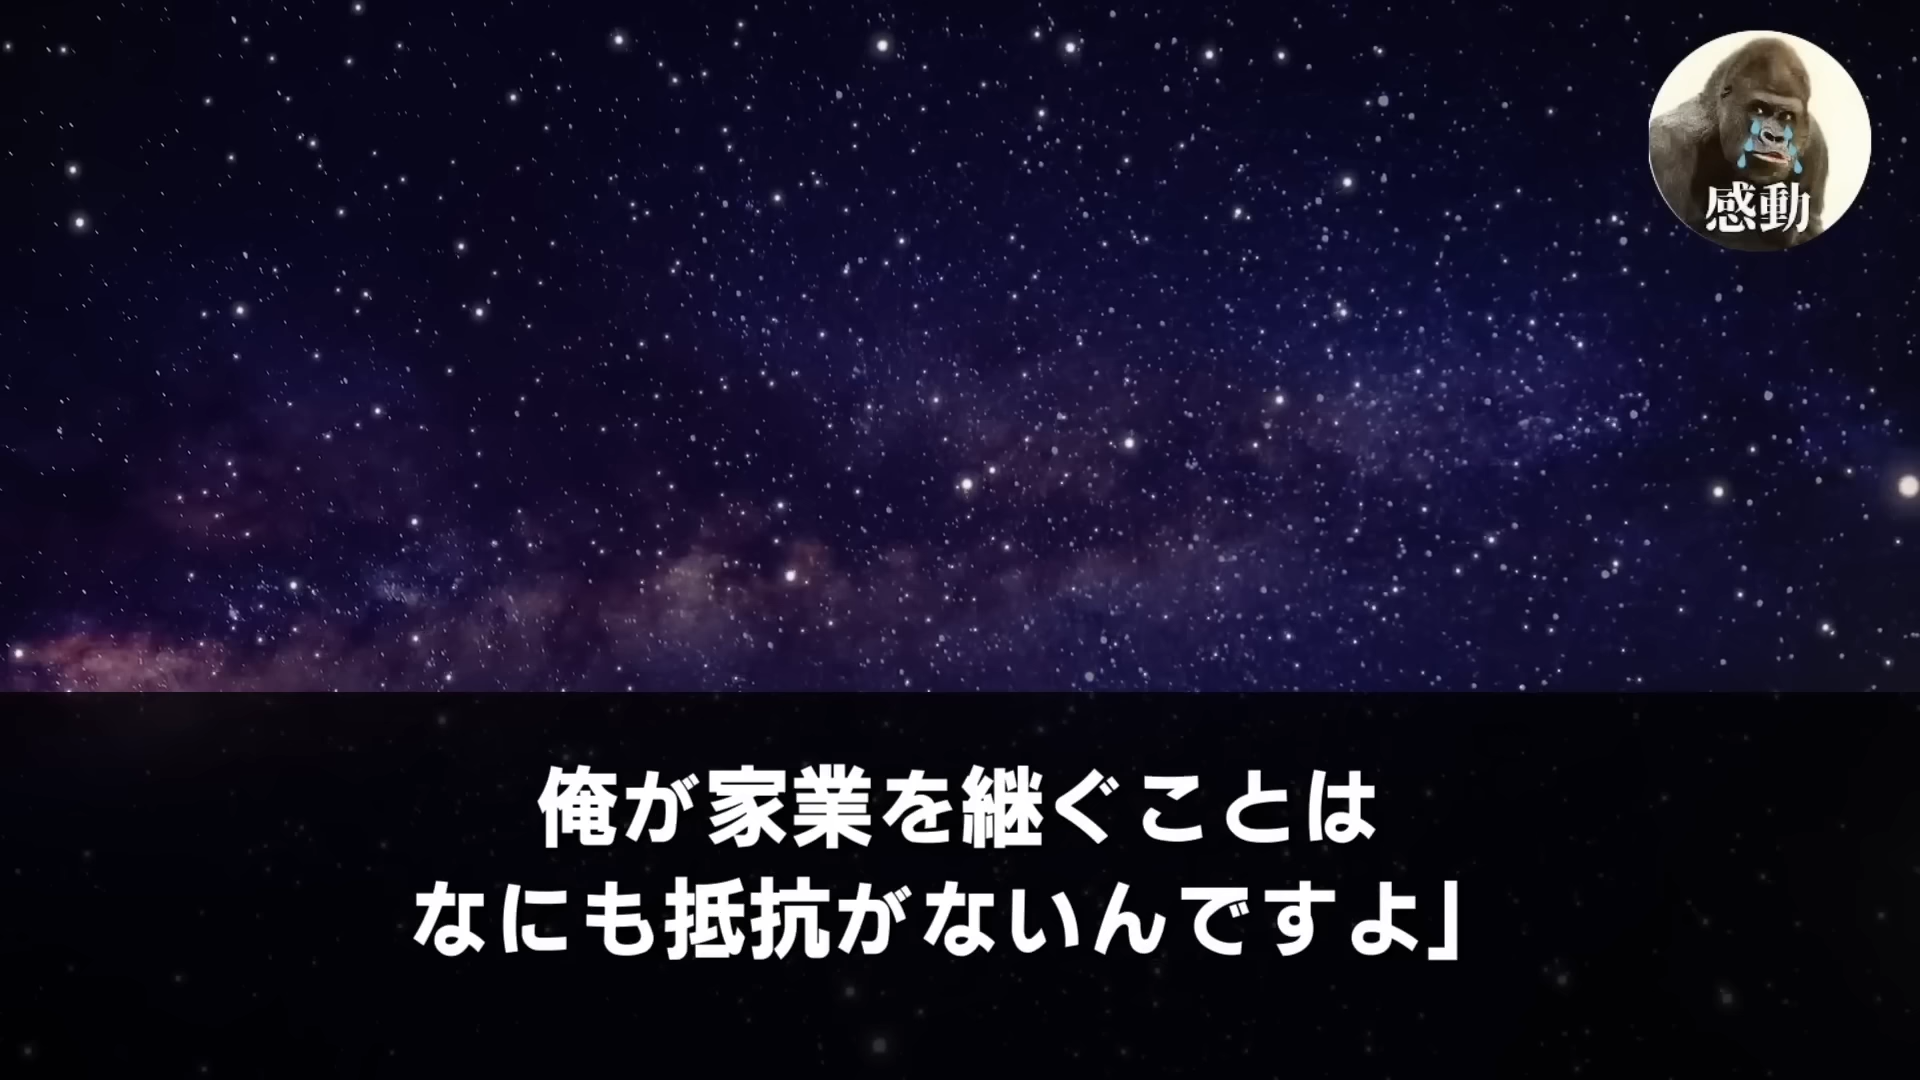 感動
俺が家業を継ぐことは
なにも抵抗がないんですよ」